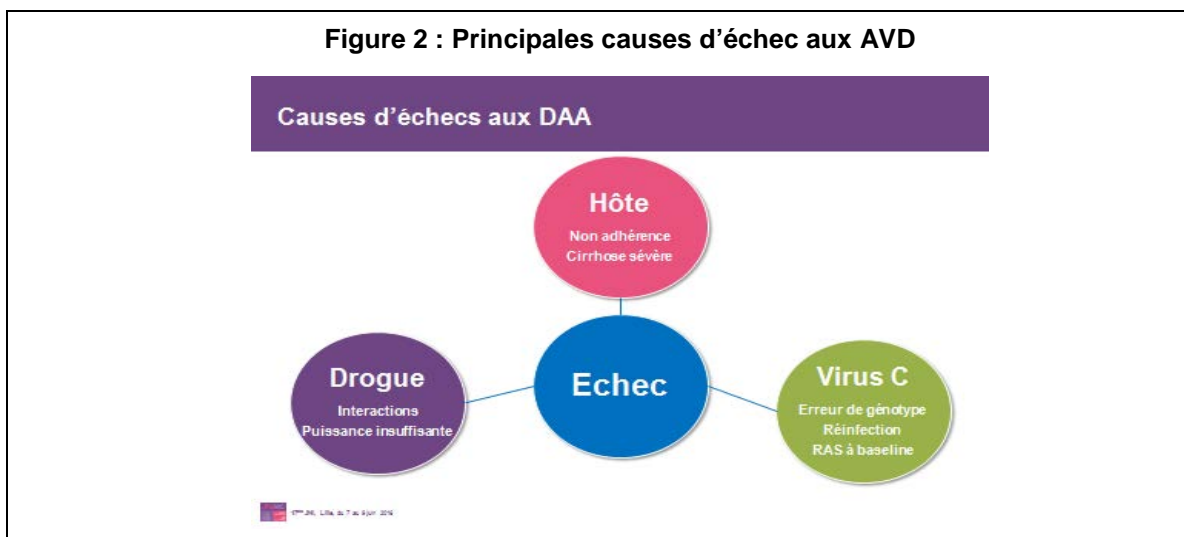 Figure 2 : Principales causes d’échec aux AVD
Causes d’échecs aux DAA
Hôte
Non adhérence
Cirrhose sévère
Drogue
Interactions
Puissance insuffisante
Echec
Virus C
Erreur de génotype
Réinfection
RAS à baseline